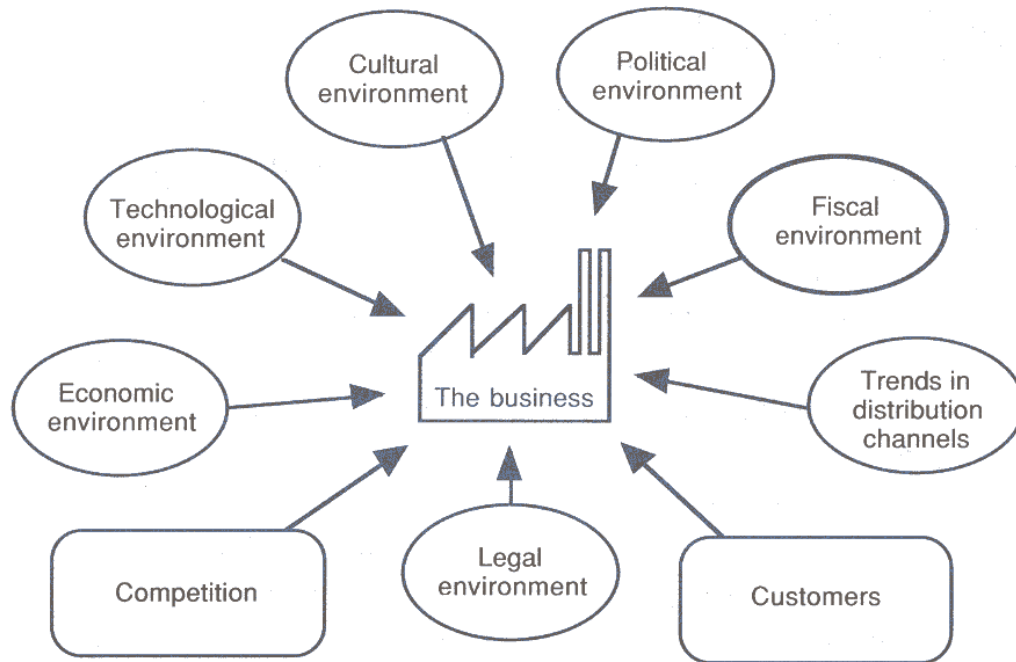 Cultural
environment
Political
environment
Technological
environment
Fiscal
environment
The business
Economic
environment
Trends in
distribution
channels
Competition
Legal
environment
Customers